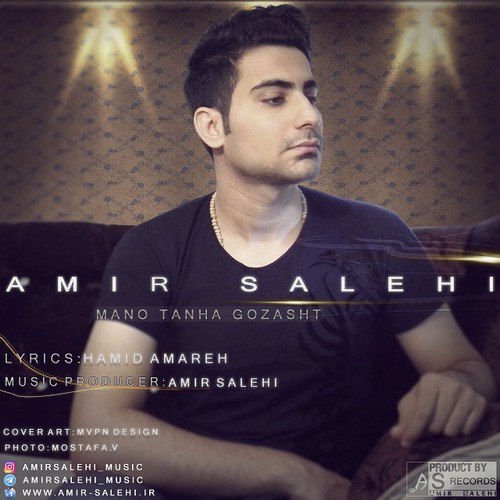 AMIR SALEHI
MANO TANHA GOZASHT
LYRICS:HAMID AMAREH
MUSIC PRODUCER:AMIR SALEHI
COVER ART:MVPN DESIGN
PHOTO:MOSTAFA.V
AMIRSALEHI_MUSIC
AMIRSALEHI_MUSIC
WWW.AMIR-SALEHI.IR
PRODUCT BY
AS RECORDS
AMIR SALEHI